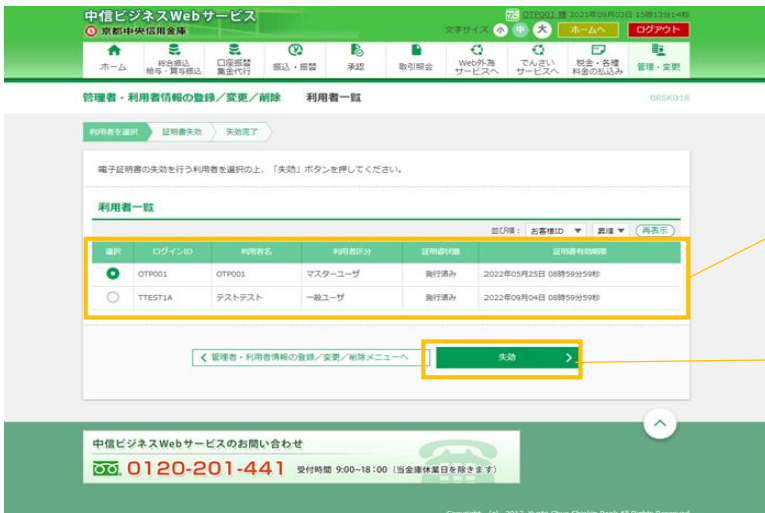 中信ビジネスWebサービス
京都中央信用金庫
OTP001 様 2021年09月03日 15時13分14秒
文字サイズ 小 中 大 ホームへ ログアウト
ホーム
総合振込
給与・賞与振込
口座振替
集金代行
振込・振替
承認
取引照会
Web外為
サービスへ
でんさい
サービスへ
税金・各種
料金の払込み
管理・変更
管理者・利用者情報の登録／変更／削除 利用者一覧 BRSK018
利用者を選択 証明書失効 失効完了
電子証明書の失効を行う利用者を選択の上、「失効」ボタンを押してください。
利用者一覧
並び順： お客様ID ▼ 昇順 ▼ 再表示
選択 ログインID 利用者名 利用者区分 証明書状態 証明書有効期限
OTP001 OTP001 マスターユーザ 発行済み 2022年05月25日 08時59分59秒
TTEST1A テストテスト 一般ユーザ 発行済み 2022年09月04日 08時59分59秒
管理者・利用者情報の登録／変更／削除メニューへ 失効
中信ビジネスWebサービスのお問い合わせ
0120-201-441 受付時間 9:00~18:00（当金庫休業日を除きます）